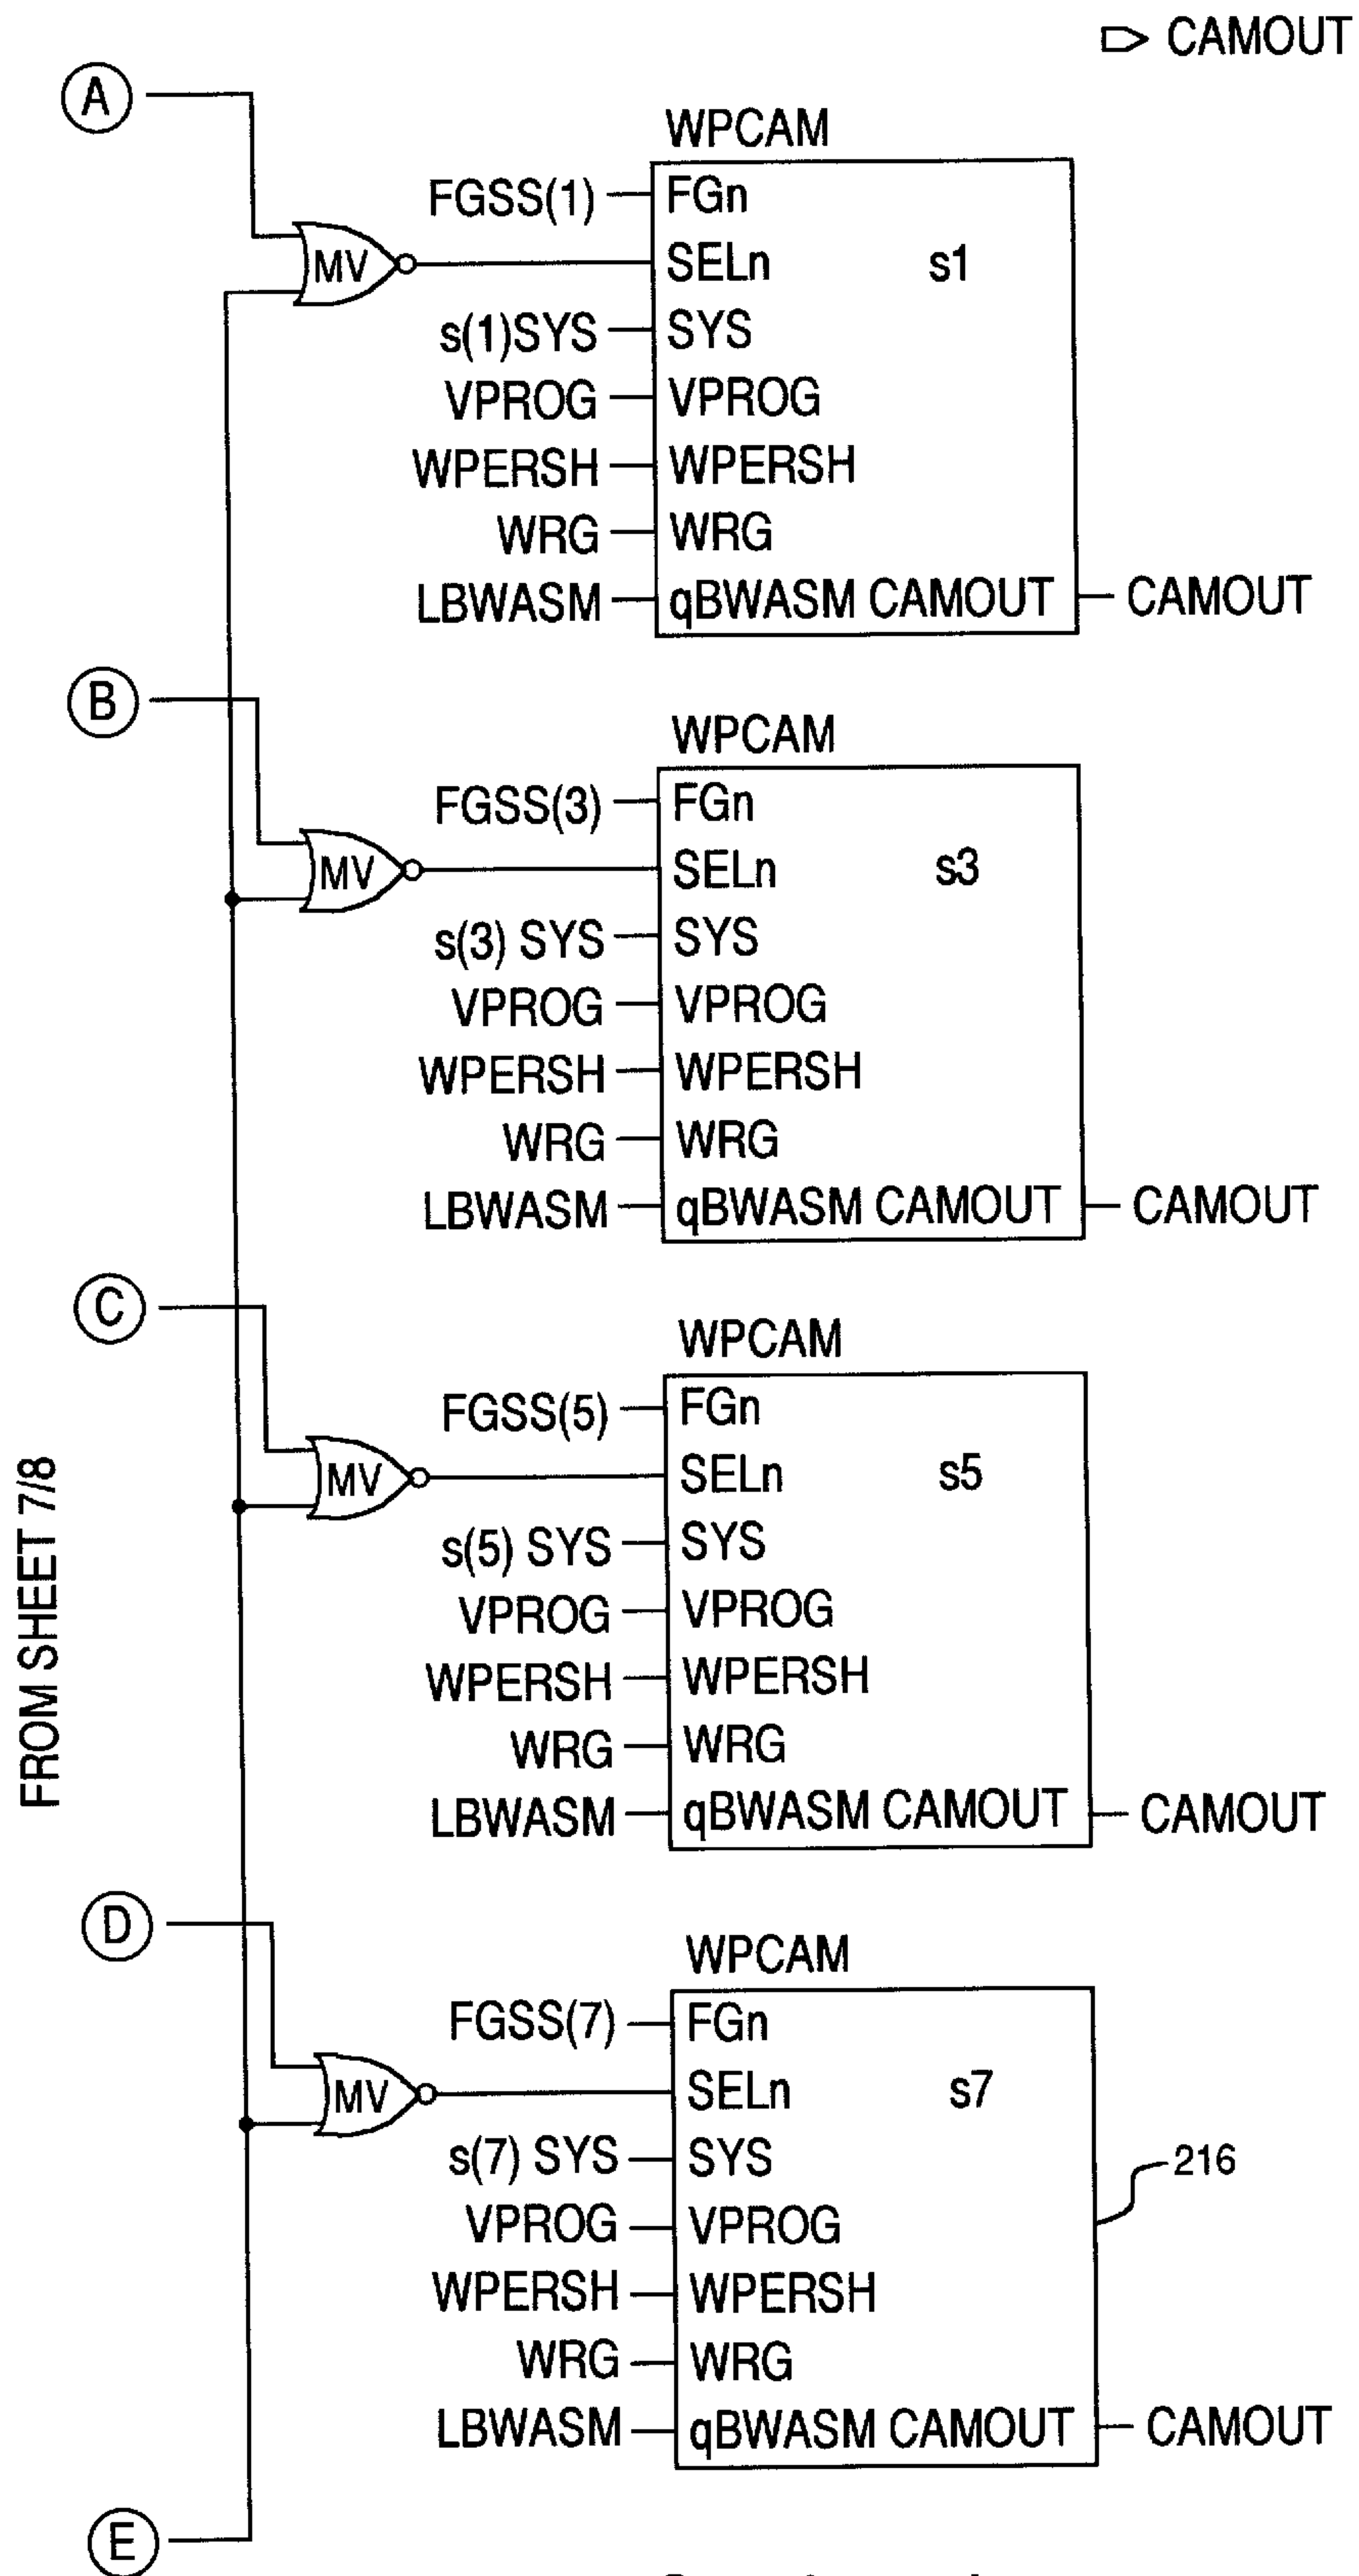 CAMOUT
A
WPCAM
FGSS(1) FGn
MV SELn s1
s(1)SYS SYS
VPROG VPROG
WPERSH WPERSH
WRG WRG
LBWASM qBWASM CAMOUT CAMOUT
B
WPCAM
FGSS(3) FGn
MV SELn s3
s(3) SYS SYS
VPROG VPROG
WPERSH WPERSH
WRG WRG
LBWASM qBWASM CAMOUT CAMOUT
C
WPCAM
FGSS(5) FGn
MV SELn s5
s(5) SYS SYS
VPROG VPROG
WPERSH WPERSH
WRG WRG
LBWASM qBWASM CAMOUT CAMOUT
FROM SHEET 7/8
D
WPCAM
FGSS(7) FGn
MV SELn s7
s(7) SYS SYS
216
VPROG VPROG
WPERSH WPERSH
WRG WRG
LBWASM qBWASM CAMOUT CAMOUT
E